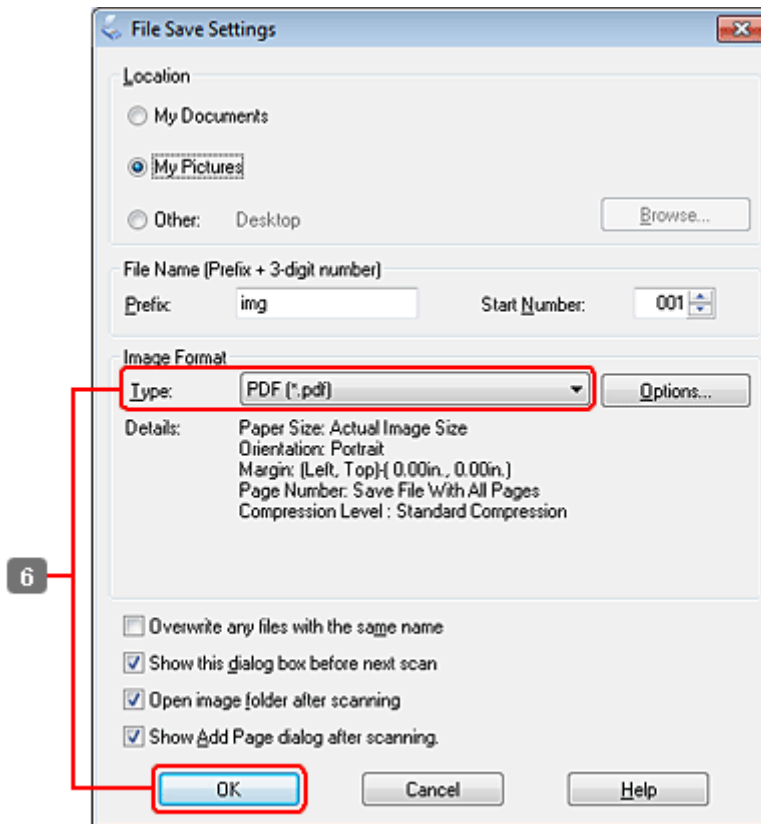 File Save Settings
Location
My Documents
My Pictures
Other: Desktop Browse...
File Name (Prefix + 3-digit number)
Prefix: img Start Number: 001
Image Format
Type: PDF (*.pdf) Options...
Details: Paper Size: Actual Image Size
Orientation: Portrait
Margin: (Left, Top)-( 0.00in., 0.00in.)
Page Number: Save File With All Pages
Compression Level : Standard Compression
6
Overwrite any files with the same name
Show this dialog box before next scan
Open image folder after scanning
Show Add Page dialog after scanning.
OK Cancel Help